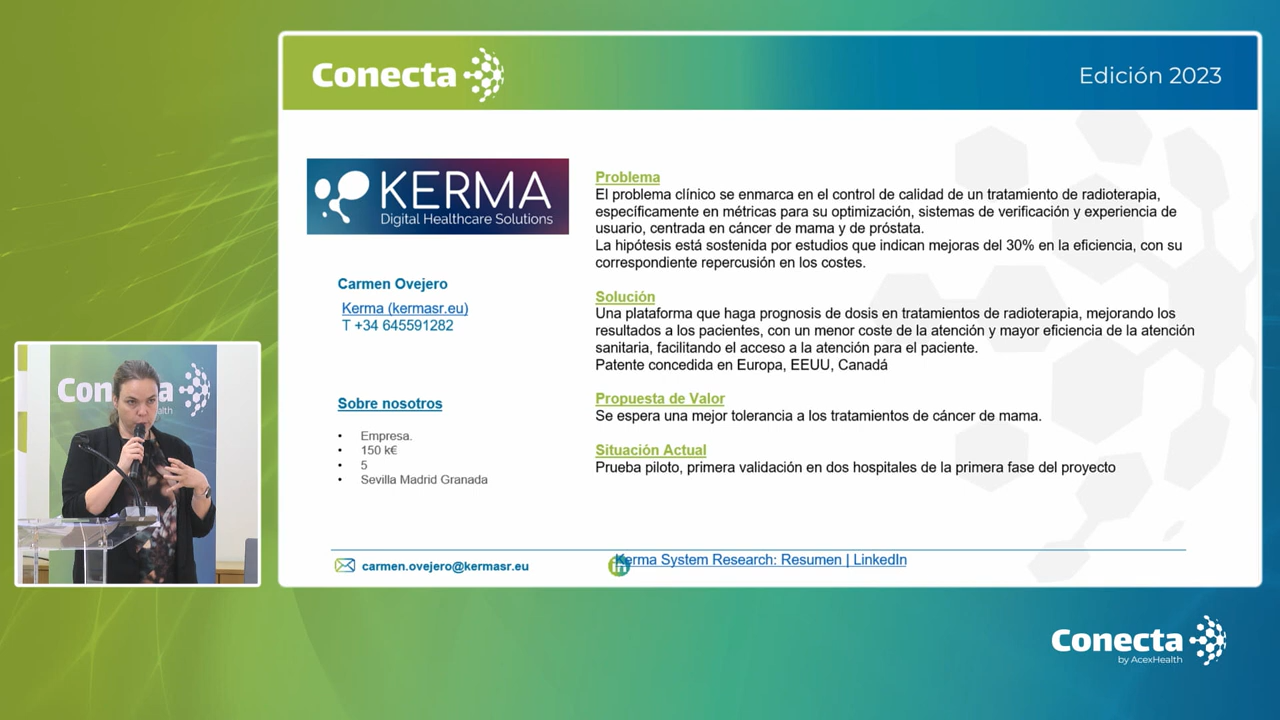 Conecta
Edición 2023
KERMA
Digital Healthcare Solutions
Carmen Ovejero
Kerma (kermasr.eu)
T +34 645591282
Sobre nosotros
• Empresa.
• 150 k€
• 5
• Sevilla Madrid Granada
Problema
El problema clínico se enmarca en el control de calidad de un tratamiento de radioterapia,
específicamente en métricas para su optimización, sistemas de verificación y experiencia de
usuario, centrada en cáncer de mama y de próstata.
La hipótesis está sostenida por estudios que indican mejoras del 30% en la eficiencia, con su
correspondiente repercusión en los costes.
Solución
Una plataforma que haga prognosis de dosis en tratamientos de radioterapia, mejorando los
resultados a los pacientes, con un menor coste de la atención y mayor eficiencia de la atención
sanitaria, facilitando el acceso a la atención para el paciente.
Patente concedida en Europa, EEUU, Canadá
Propuesta de Valor
Se espera una mejor tolerancia a los tratamientos de cáncer de mama.
Situación Actual
Prueba piloto, primera validación en dos hospitales de la primera fase del proyecto
carmen.ovejero@kermasr.eu
in
Kerma System Research: Resumen | LinkedIn
Conecta
by AcexHealth